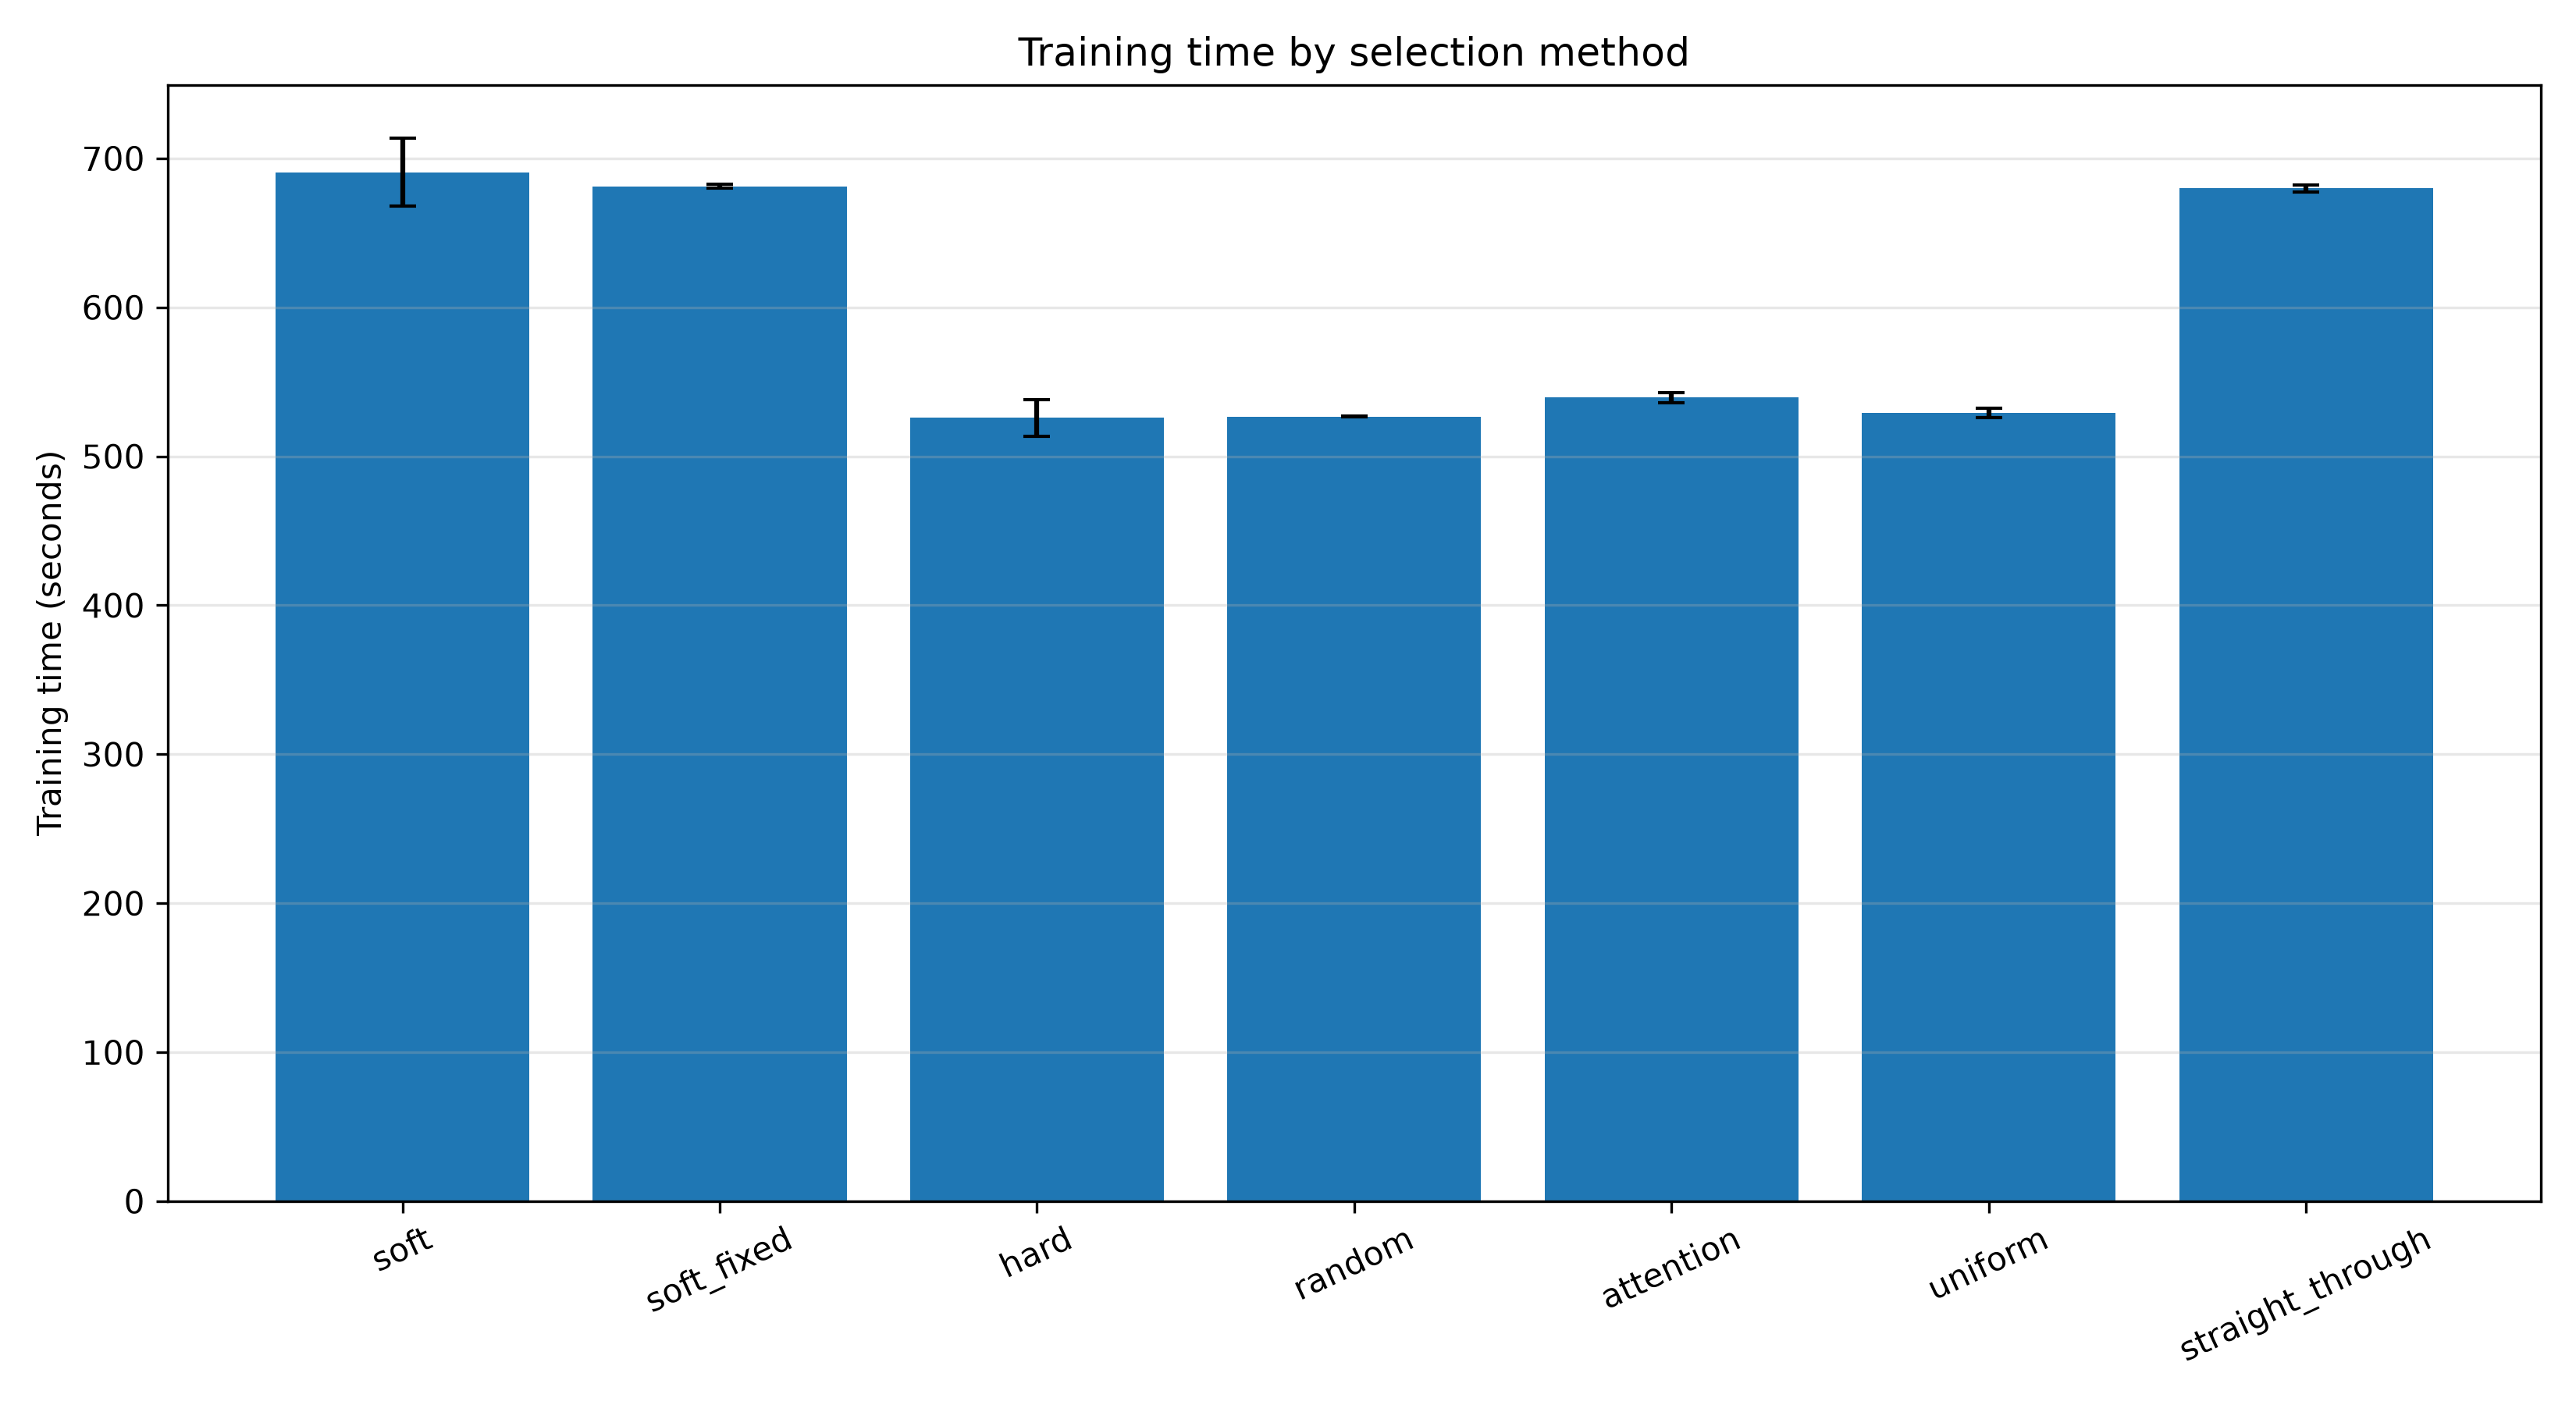 Training time by selection method
Training time (seconds)
700
600
500
400
300
200
100
0
soft
soft_fixed
hard
random
attention
uniform
straight_through